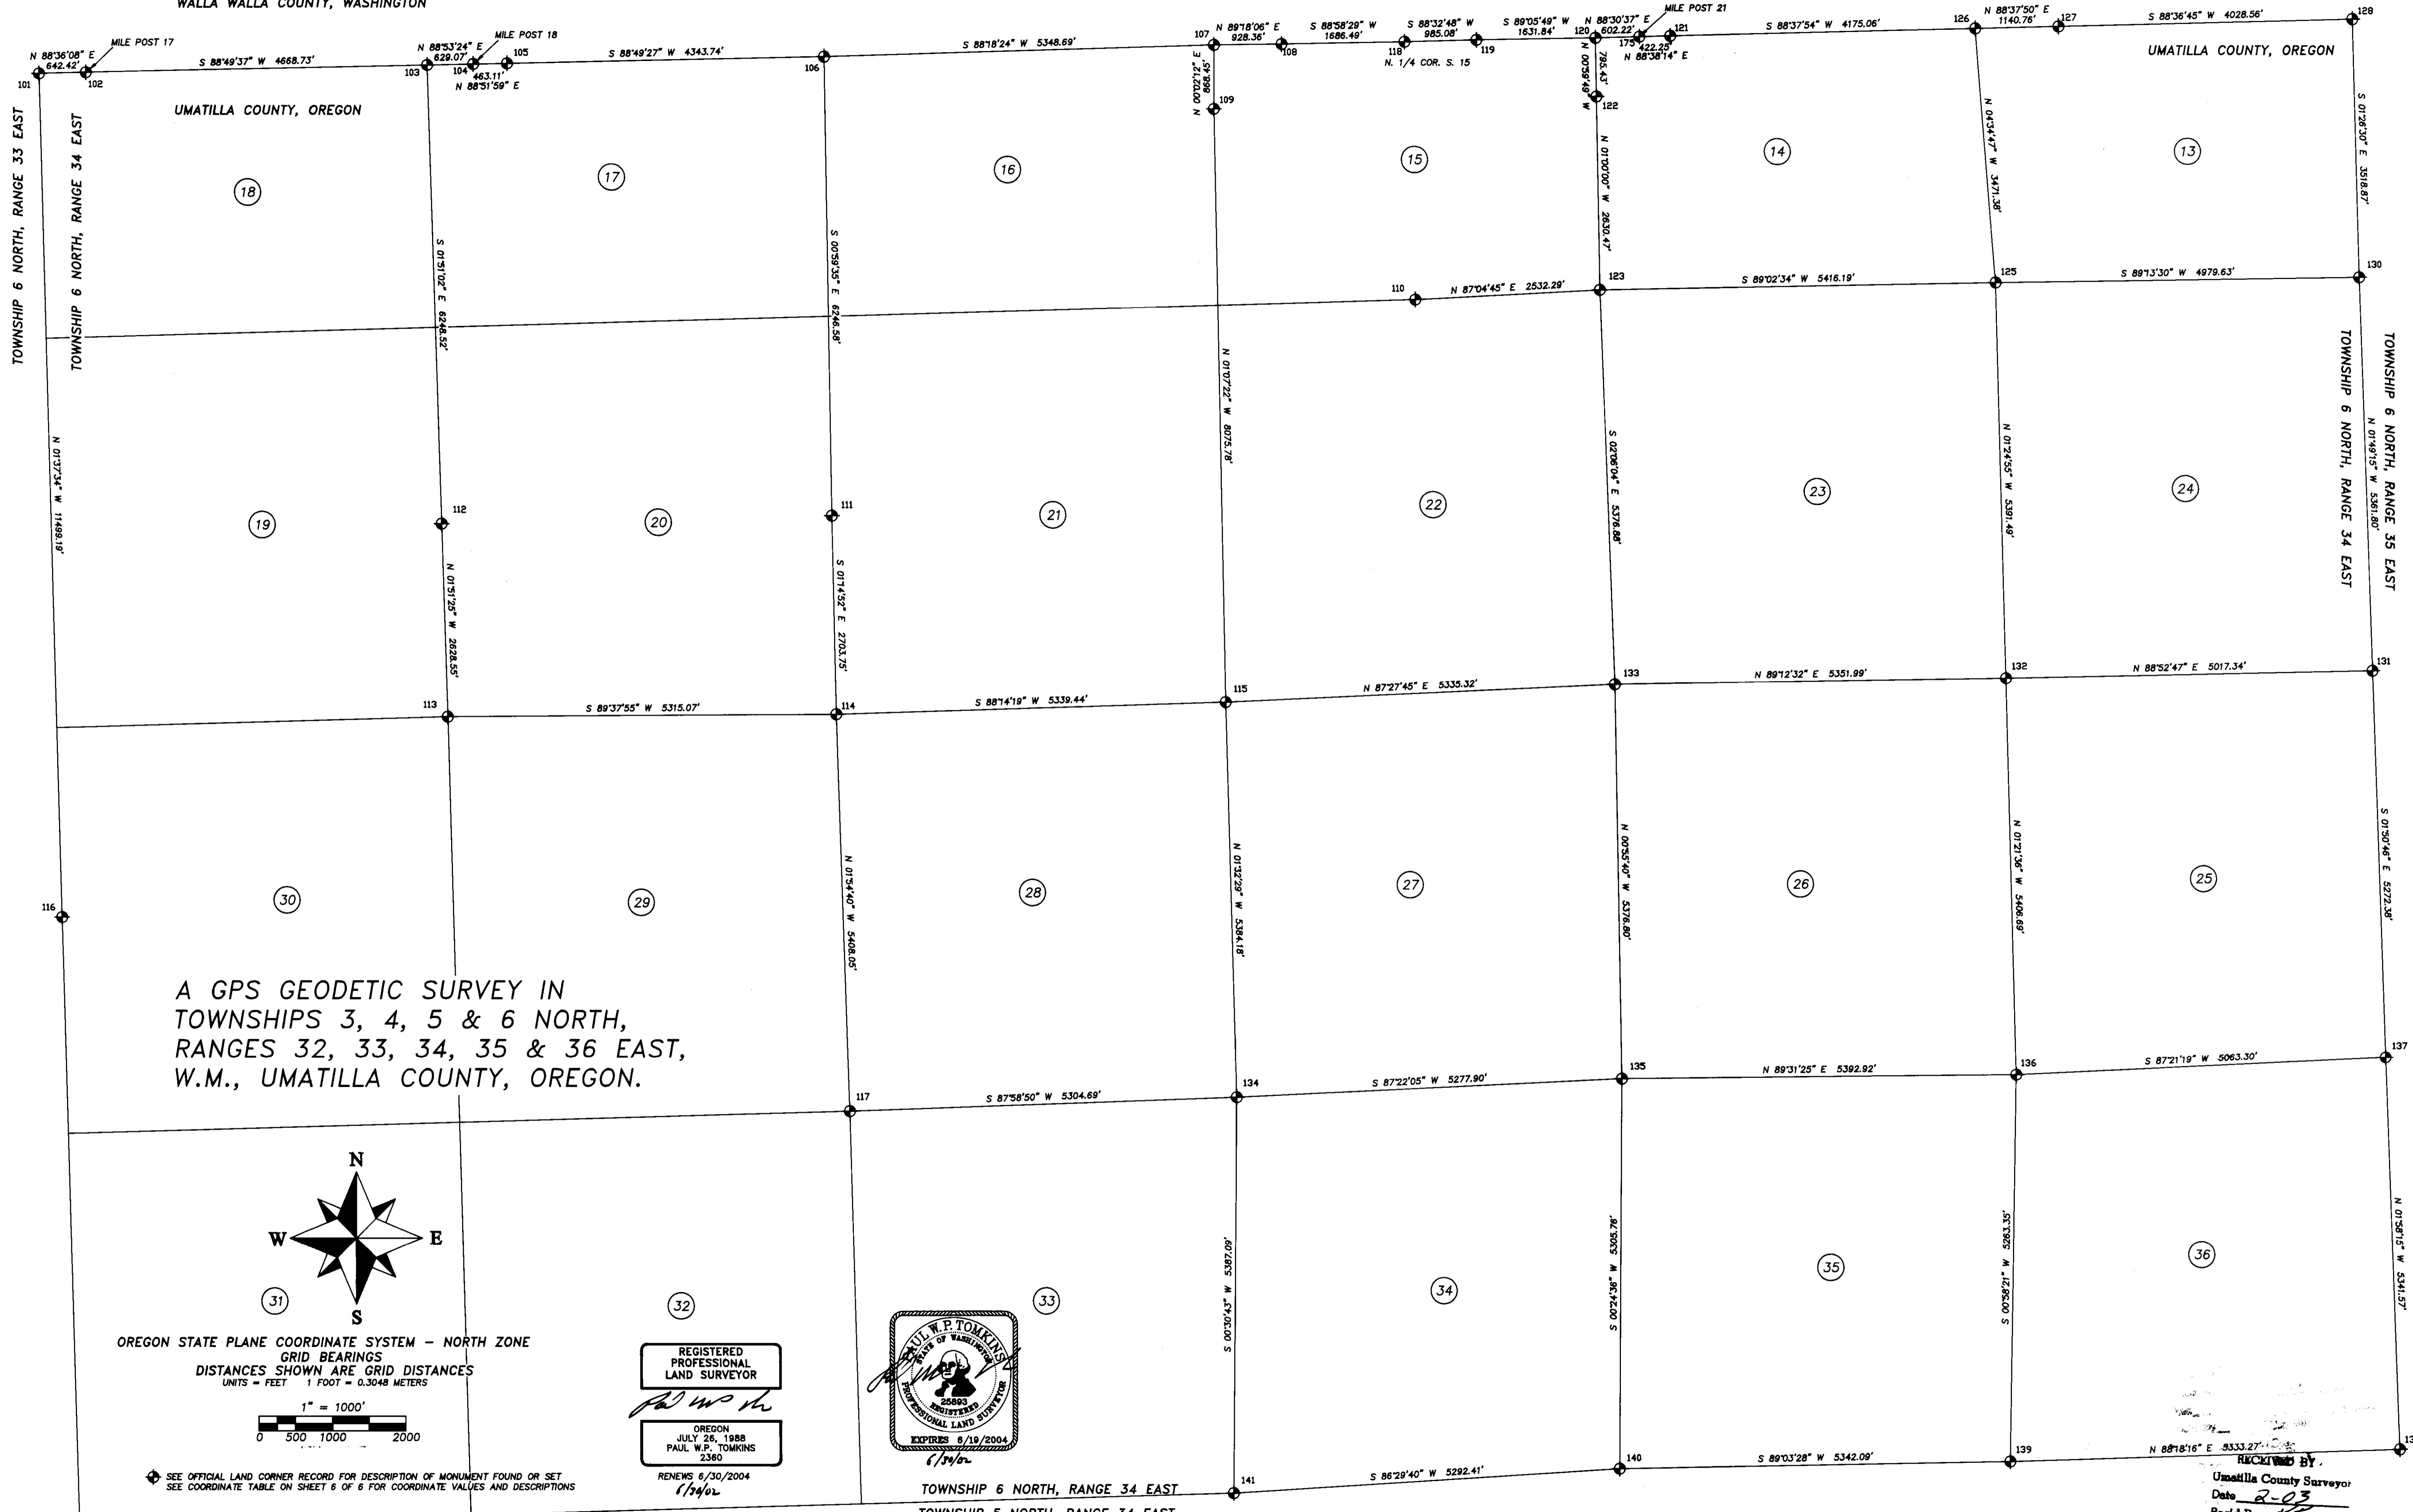 WALLA WALLA COUNTY, WASHINGTON
N 88°36'08" E
642.42'
MILE POST 17
S 88°49'37" W 4668.73'
N 88°53'24" E
629.07'
MILE POST 18
463.11'
N 88°51'59" E
S 88°49'27" W 4343.74'
S 88°18'24" W 5348.69'
N 89°18'06" E
928.36'
S 88°58'29" W
1686.49'
S 88°32'48" W
985.08'
S 89°05'49" W
1631.84'
N 88°30'37" E
602.22'
MILE POST 21
422.25'
N 88°38'14" E
S 88°37'54" W 4175.06'
N 88°37'50" E
1140.76'
S 88°36'45" W 4028.56'
101
102
103
104
105
106
107
108
118
119
120
175
121
126
127
128
N. 1/4 COR. S. 15
UMATILLA COUNTY, OREGON
UMATILLA COUNTY, OREGON
TOWNSHIP 6 NORTH, RANGE 33 EAST
TOWNSHIP 6 NORTH, RANGE 34 EAST
N 00°02'12" E
868.45'
109
795.43'
N 00°59'49" W
122
18
17
16
15
14
13
S 01°51'02" E 6248.52'
S 00°59'35" E 6246.58'
N 01°00'00" W 2630.47'
N 04°34'47" W 3471.38'
S 01°26'30" E 3518.87'
110
N 87°04'45" E 2532.29'
123
S 89°02'34" W 5416.19'
125
S 89°13'30" W 4979.63'
130
N 01°37'34" W 11499.19'
N 01°07'22" W 8075.78'
S 02°06'04" E 5376.88'
N 01°24'55" W 5391.49'
TOWNSHIP 6 NORTH, RANGE 34 EAST
N 01°49'15" W 5361.80'
TOWNSHIP 6 NORTH, RANGE 35 EAST
19
112
20
111
21
22
23
24
N 01°51'25" W 2628.55'
S 01°14'52" E 2703.75'
113
S 89°37'55" W 5315.07'
114
S 88°14'19" W 5339.44'
115
N 87°27'45" E 5335.32'
133
N 89°12'32" E 5351.99'
132
N 88°52'47" E 5017.34'
131
116
30
29
28
27
26
25
N 01°54'40" W 5408.05'
N 01°32'29" W 5384.18'
N 00°55'40" W 5376.80'
N 01°21'36" W 5406.69'
S 01°50'46" E 5272.38'
A GPS GEODETIC SURVEY IN
TOWNSHIPS 3, 4, 5 & 6 NORTH,
RANGES 32, 33, 34, 35 & 36 EAST,
W.M., UMATILLA COUNTY, OREGON.
117
S 87°58'50" W 5304.69'
134
S 87°22'05" W 5277.90'
135
N 89°31'25" E 5392.92'
136
S 87°21'19" W 5063.30'
137
N
W
E
S
31
32
33
34
35
36
S 00°30'43" W 5387.09'
S 00°24'36" W 5305.76'
S 00°58'21" W 5263.35'
N 01°58'15" W 5341.57'
OREGON STATE PLANE COORDINATE SYSTEM – NORTH ZONE
GRID BEARINGS
DISTANCES SHOWN ARE GRID DISTANCES
UNITS = FEET 1 FOOT = 0.3048 METERS
1" = 1000'
0 500 1000 2000
SEE OFFICIAL LAND CORNER RECORD FOR DESCRIPTION OF MONUMENT FOUND OR SET
SEE COORDINATE TABLE ON SHEET 6 OF 6 FOR COORDINATE VALUES AND DESCRIPTIONS
REGISTERED
PROFESSIONAL
LAND SURVEYOR
OREGON
JULY 26, 1988
PAUL W.P. TOMKINS
2360
RENEWS 6/30/2004
6/30/02
PAUL W.P. TOMKINS
STATE OF WASHINGTON
25893
REGISTERED
PROFESSIONAL LAND SURVEYOR
EXPIRES 6/19/2004
6/30/02
141
S 86°29'40" W 5292.41'
140
S 89°03'28" W 5342.09'
139
N 88°18'16" E 5333.27'
RECEIVED BY
Umatilla County Surveyor
Date 2-03
TOWNSHIP 6 NORTH, RANGE 34 EAST
TOWNSHIP 5 NORTH, RANGE 34 EAST